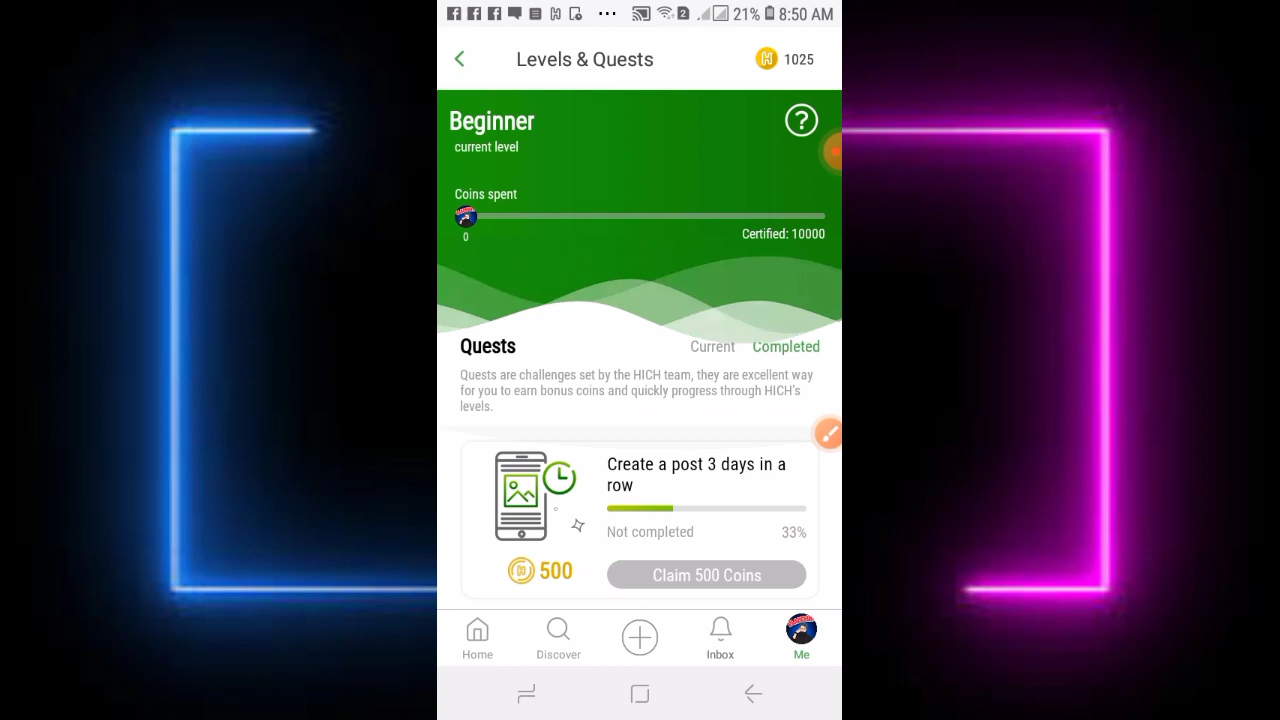 21% 8:50 AM
Levels & Quests
1025
Beginner
current level
Coins spent
0
Certified: 10000
Quests
Current
Completed
Quests are challenges set by the HICH team, they are excellent way
for you to earn bonus coins and quickly progress through HICH's
levels.
Create a post 3 days in a
row
Not completed
33%
500
Claim 500 Coins
Home
Discover
Inbox
Me